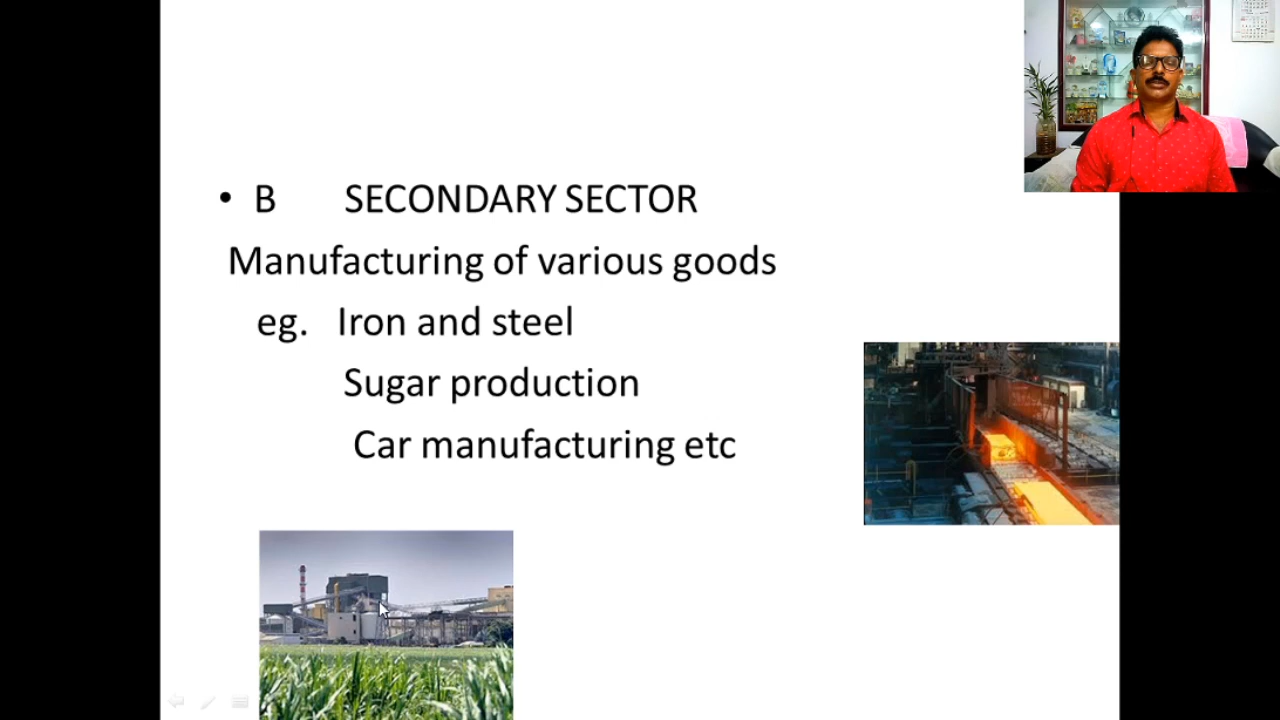 • B SECONDARY SECTOR
Manufacturing of various goods
eg. Iron and steel
Sugar production
Car manufacturing etc